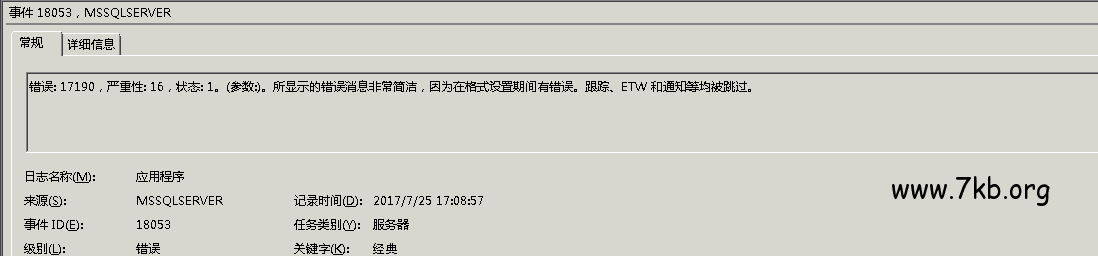 事件 18053，MSSQLSERVER
常规 详细信息
错误: 17190，严重性: 16，状态: 1。(参数:)。所显示的错误消息非常简洁，因为在格式设置期间有错误。跟踪、ETW 和通知等均被跳过。
日志名称(M): 应用程序
来源(S): MSSQLSERVER 记录时间(D): 2017/7/25 17:08:57
www.7kb.org
事件 ID(E): 18053 任务类别(Y): 服务器
级别(L): 错误 关键字(K): 经典